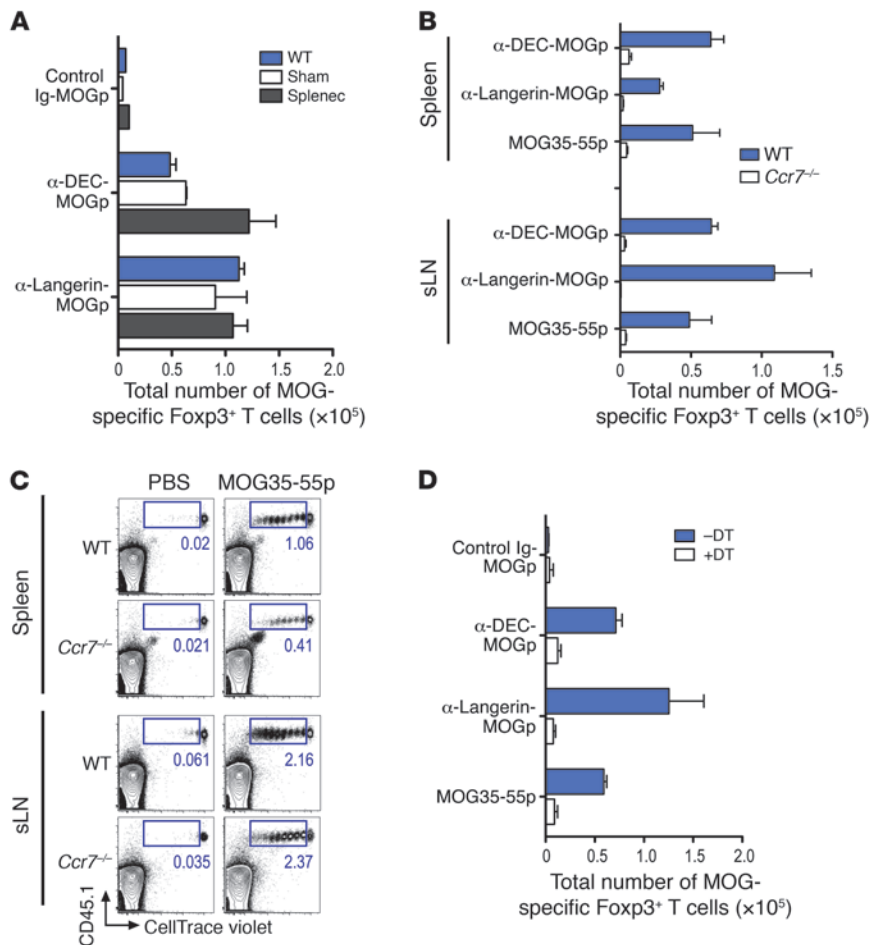 A
Control
Ig-MOGp
α-DEC-
MOGp
α-Langerin-
MOGp
WT
Sham
Splenec
0 0.5 1.0 1.5 2.0
Total number of MOG-
specific Foxp3⁺ T cells (×10⁵)
B
Spleen
α-DEC-MOGp
α-Langerin-MOGp
MOG35-55p
WT
Ccr7⁻/⁻
sLN
α-DEC-MOGp
α-Langerin-MOGp
MOG35-55p
0 0.5 1.0 1.5
Total number of MOG-
specific Foxp3⁺ T cells (×10⁵)
C
PBS MOG35-55p
Spleen
WT
0.02 1.06
Ccr7⁻/⁻
0.021 0.41
sLN
WT
0.061 2.16
Ccr7⁻/⁻
0.035 2.37
CD45.1
CellTrace violet
D
–DT
+DT
Control Ig-
MOGp
α-DEC-
MOGp
α-Langerin-
MOGp
MOG35-55p
0 0.5 1.0 1.5 2.0
Total number of MOG-
specific Foxp3⁺ T cells (×10⁵)